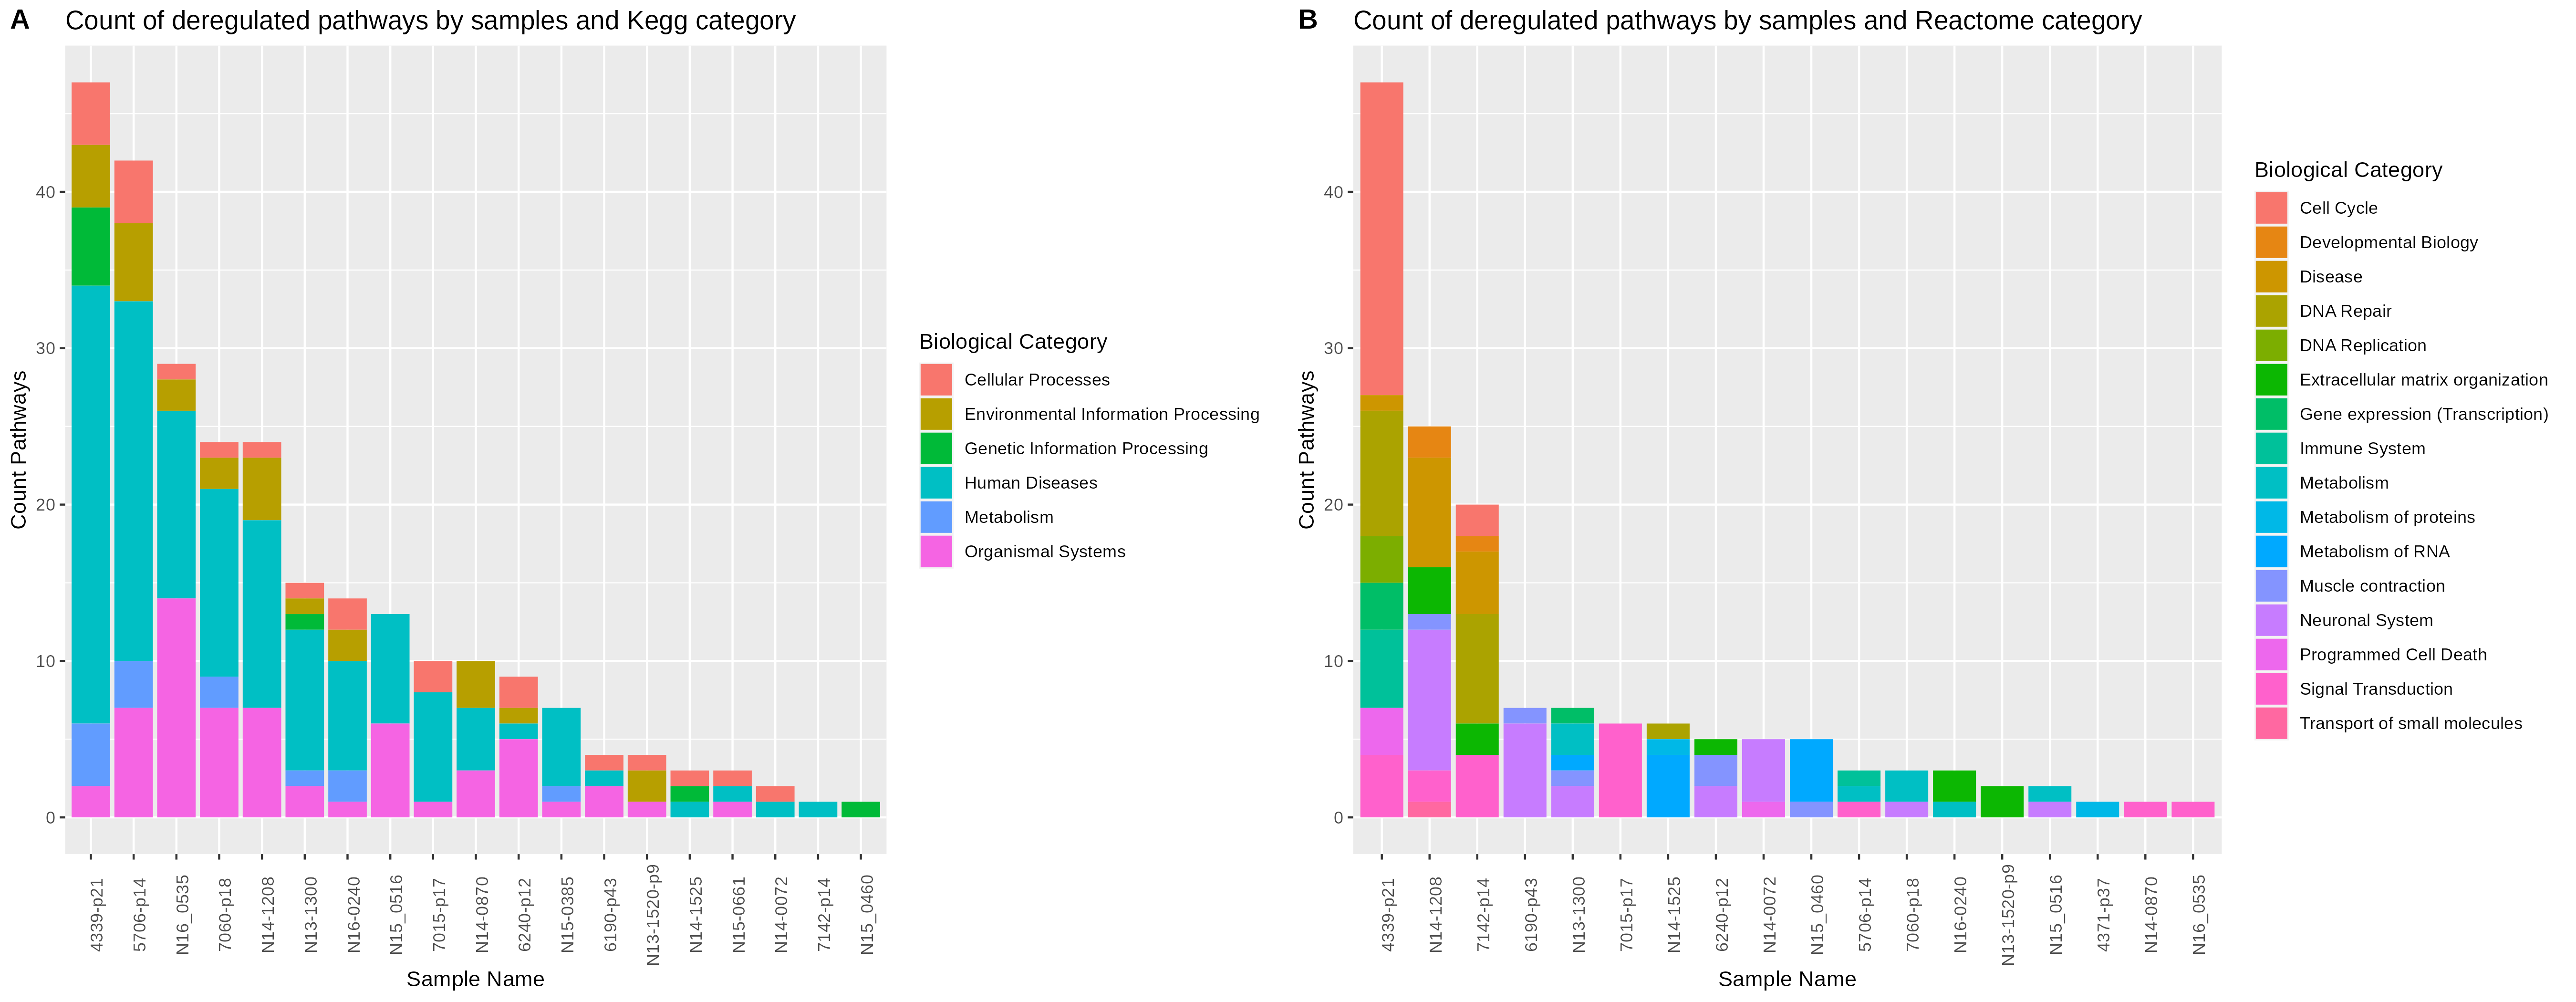 A Count of deregulated pathways by samples and Kegg category
Count Pathways
40
30
20
10
0
4339-p21
5706-p14
N16_0535
7060-p18
N14-1208
N13-1300
N16-0240
N15_0516
7015-p17
N14-0870
6240-p12
N15-0385
6190-p43
N13-1520-p9
N14-1525
N15-0661
N14-0072
7142-p14
N15_0460
Sample Name
Biological Category
Cellular Processes
Environmental Information Processing
Genetic Information Processing
Human Diseases
Metabolism
Organismal Systems
B Count of deregulated pathways by samples and Reactome category
Count Pathways
40
30
20
10
0
4339-p21
N14-1208
7142-p14
6190-p43
N13-1300
7015-p17
N14-1525
6240-p12
N14-0072
N15_0460
5706-p14
7060-p18
N16-0240
N13-1520-p9
N15_0516
4371-p37
N14-0870
N16_0535
Sample Name
Biological Category
Cell Cycle
Developmental Biology
Disease
DNA Repair
DNA Replication
Extracellular matrix organization
Gene expression (Transcription)
Immune System
Metabolism
Metabolism of proteins
Metabolism of RNA
Muscle contraction
Neuronal System
Programmed Cell Death
Signal Transduction
Transport of small molecules